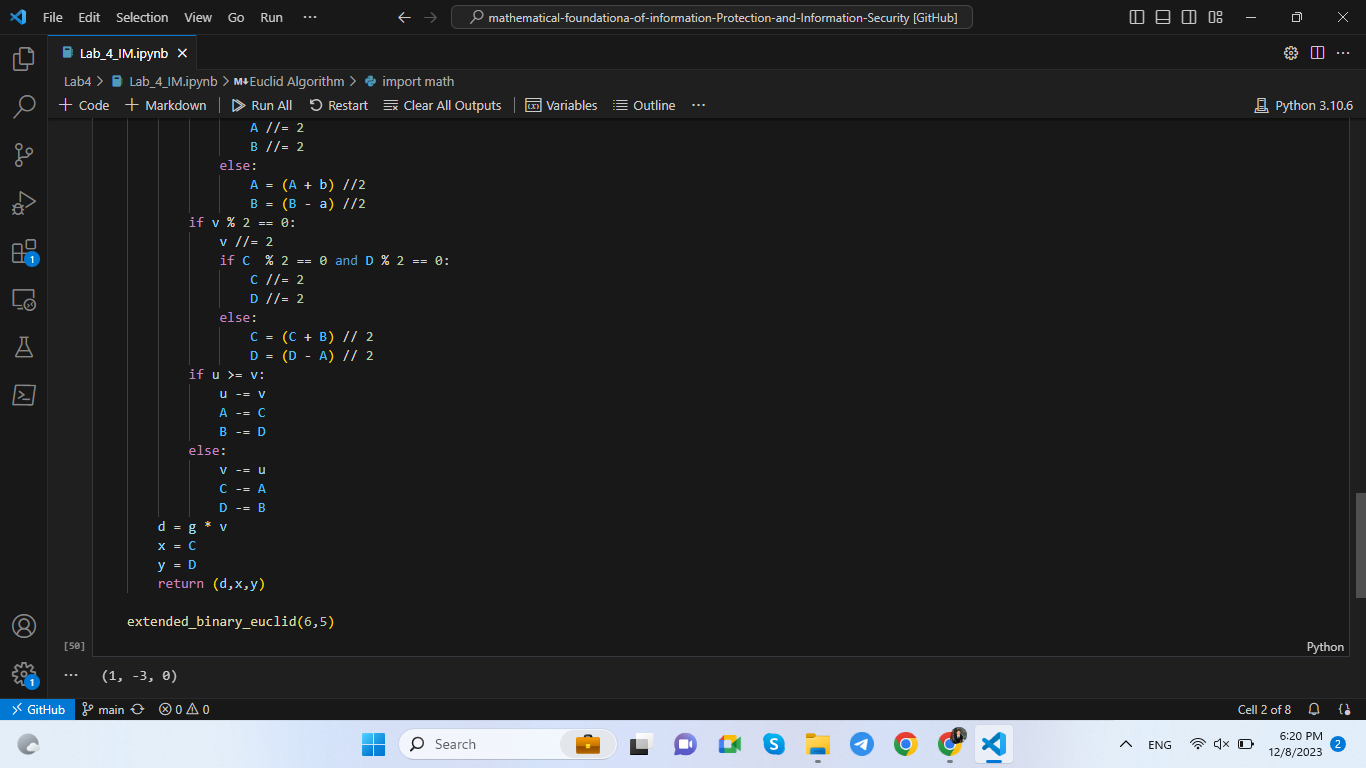 File Edit Selection View Go Run ··· mathematical-foundationa-of-information-Protection-and-Information-Security [GitHub]
Lab_4_IM.ipynb
Lab4 > Lab_4_IM.ipynb > M↓Euclid Algorithm > import math
+ Code + Markdown | Run All Restart Clear All Outputs | Variables Outline ··· Python 3.10.6
A //= 2
B //= 2
else:
A = (A + b) //2
B = (B - a) //2
if v % 2 == 0:
v //= 2
if C  % 2 == 0 and D % 2 == 0:
C //= 2
D //= 2
else:
C = (C + B) // 2
D = (D - A) // 2
if u >= v:
u -= v
A -= C
B -= D
else:
v -= u
C -= A
D -= B
d = g * v
x = C
y = D
return (d,x,y)
extended_binary_euclid(6,5)
[50] Python
··· (1, -3, 0)
1
1
GitHub main 0 0 Cell 2 of 8
Search ENG 6:20 PM
12/8/2023 2